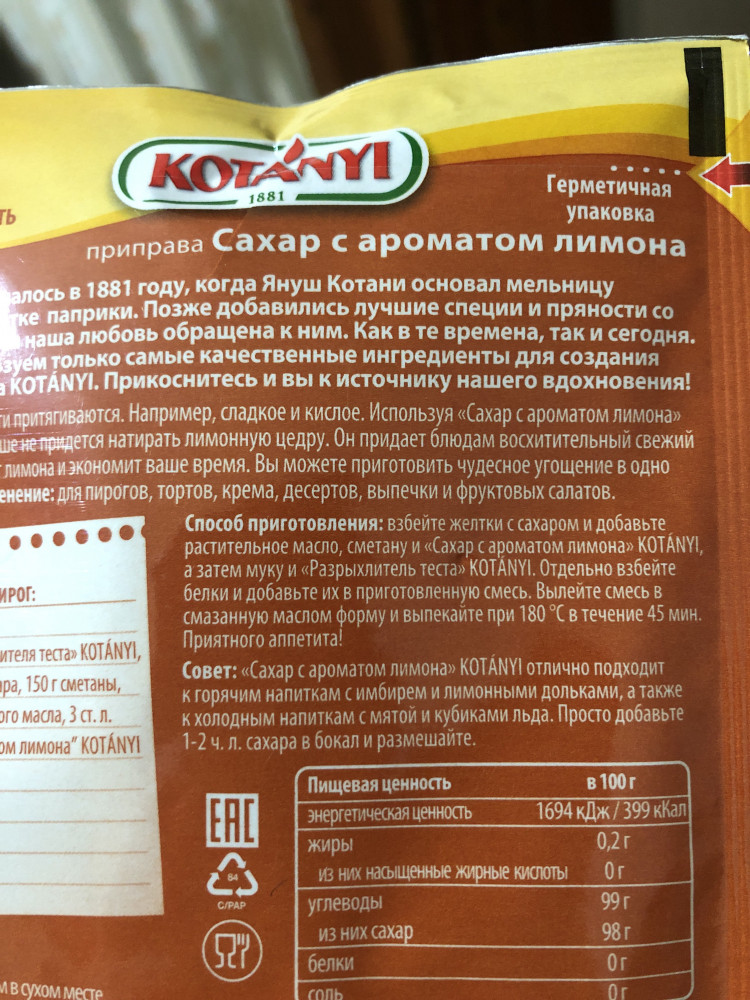 KOTÁNYI
1881
Герметичная
упаковка
приправа Сахар с ароматом лимона
в 1881 году, когда Януш Котани основал мельницу
паприки. Позже добавились лучшие специи и пряности со
наша любовь обращена к ним. Как в те времена, так и сегодня.
только самые качественные ингредиенты для создания
KOTÁNYI. Прикоснитесь и вы к источнику нашего вдохновения!
притягиваются. Например, сладкое и кислое. Используя «Сахар с ароматом лимона»
не придется натирать лимонную цедру. Он придает блюдам восхитительный свежий
лимона и экономит ваше время. Вы можете приготовить чудесное угощение в одно
для пирогов, тортов, крема, десертов, выпечки и фруктовых салатов.
Способ приготовления: взбейте желтки с сахаром и добавьте
растительное масло, сметану и «Сахар с ароматом лимона» KOTÁNYI,
а затем муку и «Разрыхлитель теста» KOTÁNYI. Отдельно взбейте
белки и добавьте их в приготовленную смесь. Вылейте смесь в
смазанную маслом форму и выпекайте при 180 °С в течение 45 мин.
Приятного аппетита!
Совет: «Сахар с ароматом лимона» KOTÁNYI отлично подходит
к горячим напиткам с имбирем и лимонными дольками, а также
к холодным напиткам с мятой и кубиками льда. Просто добавьте
1-2 ч. л. сахара в бокал и размешайте.
ИРОГ:
ителя теста» KOTÁNYI,
ара, 150 г сметаны,
ого масла, 3 ст. л.
ом лимона" KOTÁNYI
EAC
84
C/PAP
Пищевая ценность в 100 г
энергетическая ценность 1694 кДж / 399 кКал
жиры 0,2 г
из них насыщенные жирные кислоты 0 г
углеводы 99 г
из них сахар 98 г
белки 0 г
соль 0 г
в сухом месте